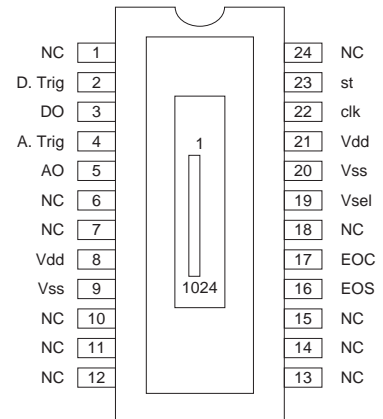 NC 1 24 NC
D. Trig 2 23 st
DO 3 22 clk
A. Trig 4 1 21 Vdd
AO 5 20 Vss
NC 6 19 Vsel
NC 7 18 NC
Vdd 8 17 EOC
Vss 9 1024 16 EOS
NC 10 15 NC
NC 11 14 NC
NC 12 13 NC